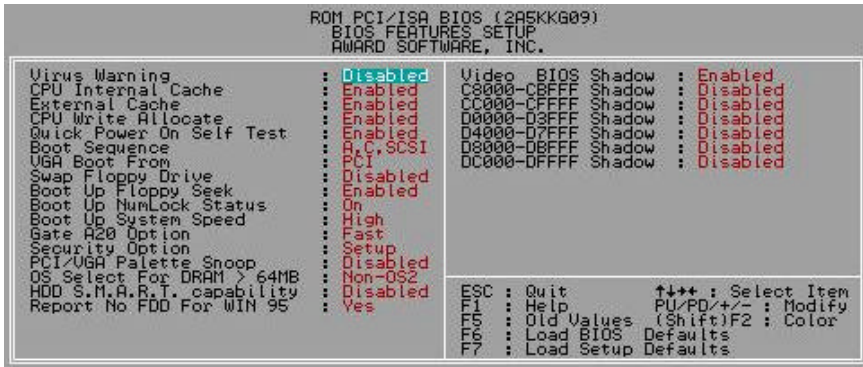 ROM PCI/ISA BIOS (2A5KKG09)
BIOS FEATURES SETUP
AWARD SOFTWARE, INC.
Virus Warning : Disabled
CPU Internal Cache : Enabled
External Cache : Enabled
CPU Write Allocate : Enabled
Quick Power On Self Test : Enabled
Boot Sequence : A,C,SCSI
VGA Boot From : PCI
Swap Floppy Drive : Disabled
Boot Up Floppy Seek : Enabled
Boot Up NumLock Status : On
Boot Up System Speed : High
Gate A20 Option : Fast
Security Option : Setup
PCI/VGA Palette Snoop : Disabled
OS Select For DRAM > 64MB : Non-OS2
HDD S.M.A.R.T. capability : Disabled
Report No FDD For WIN 95 : Yes
Video BIOS Shadow : Enabled
C8000-CBFFF Shadow : Disabled
CC000-CFFFF Shadow : Disabled
D0000-D3FFF Shadow : Disabled
D4000-D7FFF Shadow : Disabled
D8000-DBFFF Shadow : Disabled
DC000-DFFFF Shadow : Disabled
ESC : Quit ↑↓→← : Select Item
F1 : Help PU/PD/+/- : Modify
F5 : Old Values (Shift)F2 : Color
F6 : Load BIOS Defaults
F7 : Load Setup Defaults